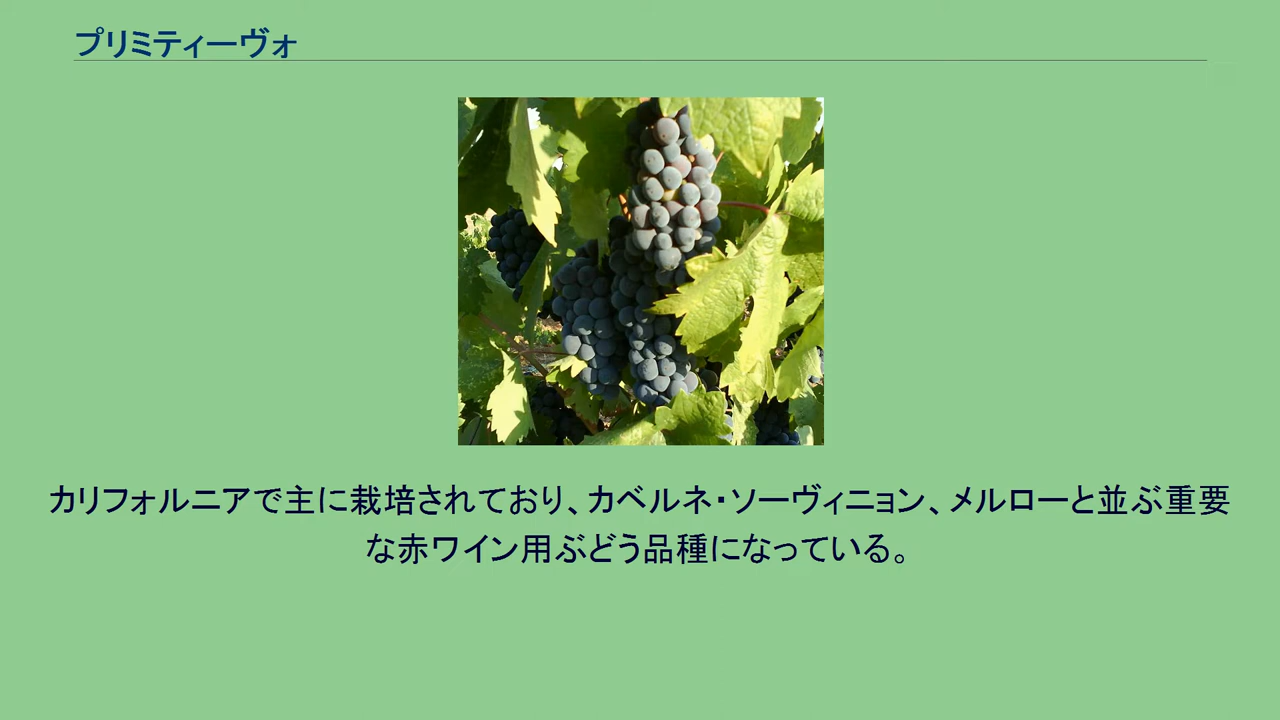 プリミティーヴォ
カリフォルニアで主に栽培されており、カベルネ・ソーヴィニョン、メルローと並ぶ重要
な赤ワイン用ぶどう品種になっている。